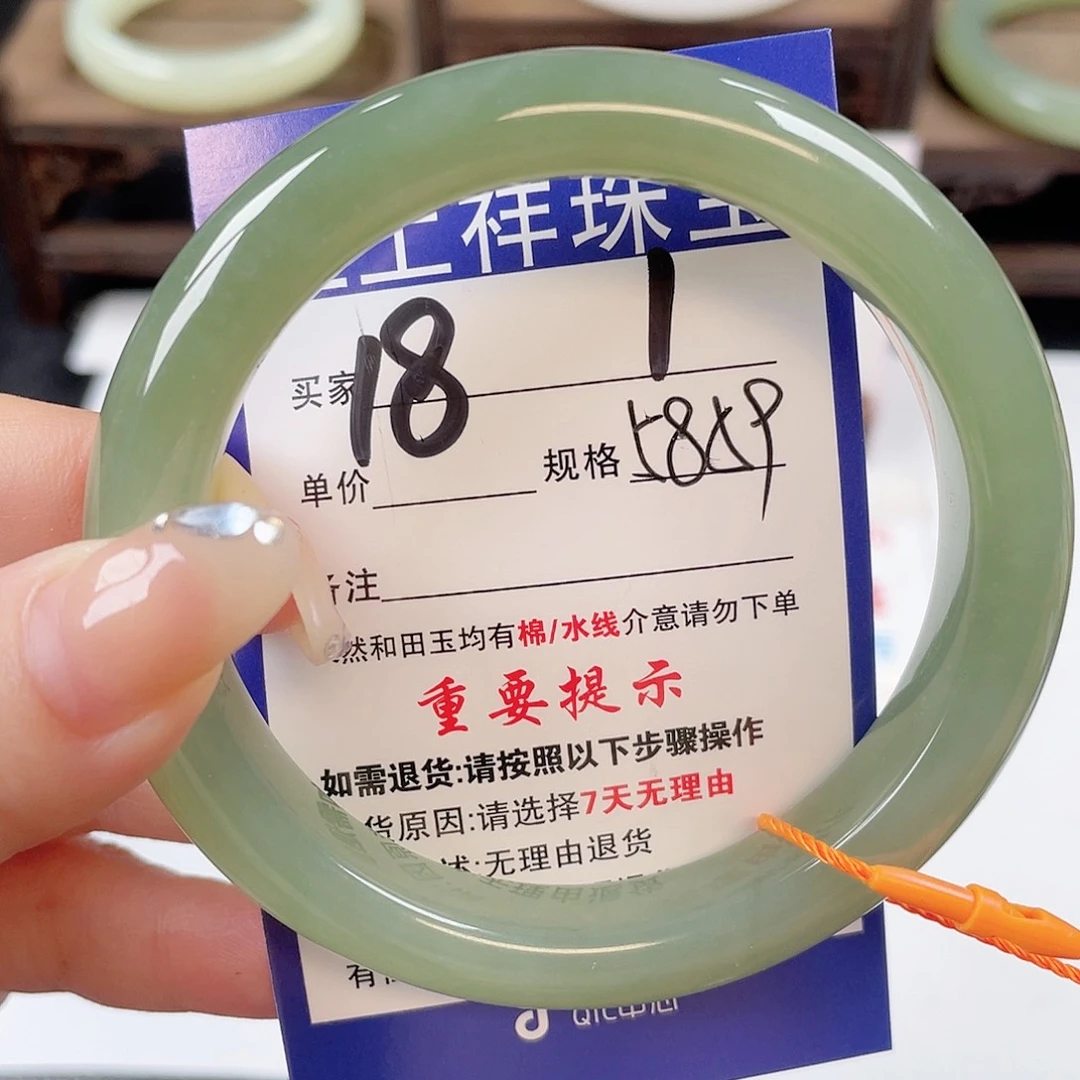 祥珠宝
18 1
买家
单价 规格 5859
备注
天然和田玉均有棉/水线介意请勿下单
重要提示
如需退货:请按照以下步骤操作
货原因:请选择7天无理由
述:无理由退货
有